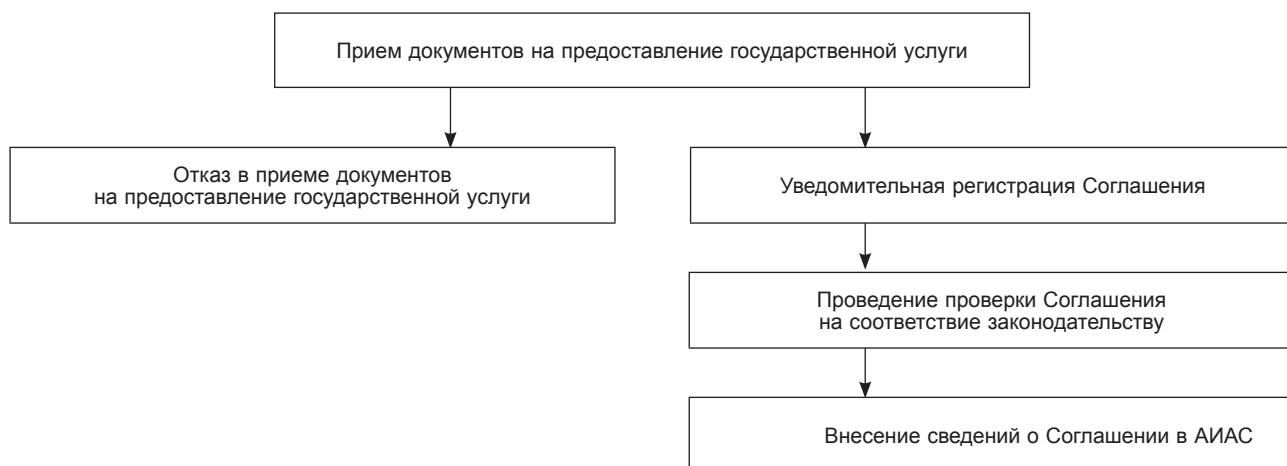 Прием документов на предоставление государственной услуги
Отказ в приеме документов
на предоставление государственной услуги
Уведомительная регистрация Соглашения
Проведение проверки Соглашения
на соответствие законодательству
Внесение сведений о Соглашении в АИАС